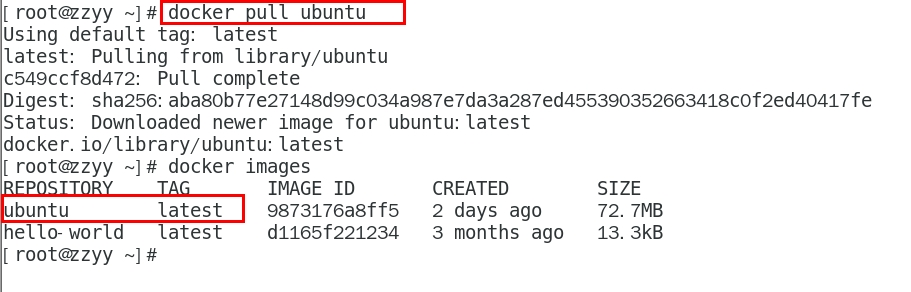 [root@zzyy ~]# docker pull ubuntu
Using default tag: latest
latest: Pulling from library/ubuntu
c549ccf8d472: Pull complete
Digest: sha256:aba80b77e27148d99c034a987e7da3a287ed455390352663418c0f2ed40417fe
Status: Downloaded newer image for ubuntu:latest
docker.io/library/ubuntu:latest
[root@zzyy ~]# docker images
REPOSITORY TAG IMAGE ID CREATED SIZE
ubuntu latest 9873176a8ff5 2 days ago 72.7MB
hello-world latest d1165f221234 3 months ago 13.3kB
[root@zzyy ~]#